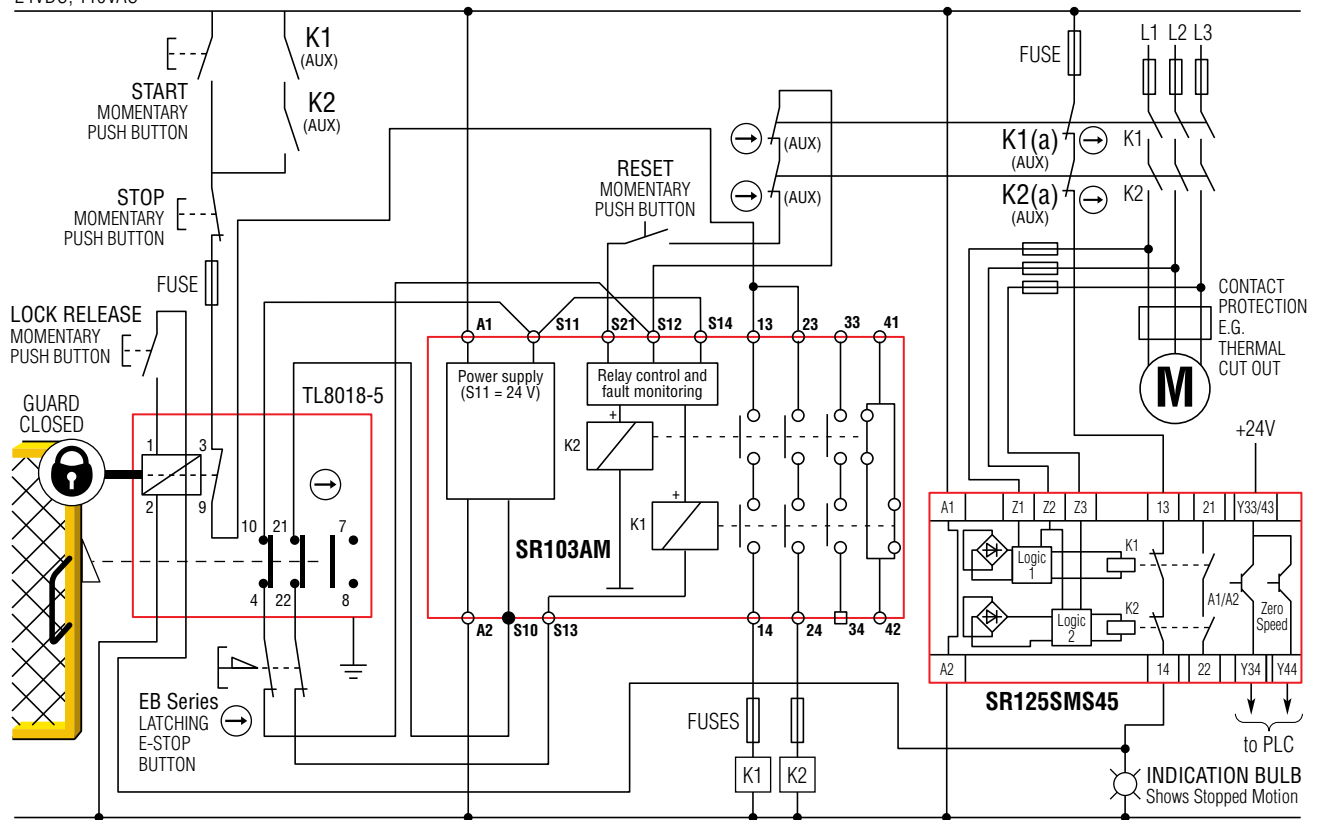 K1
(AUX)
START
MOMENTARY
PUSH BUTTON
K2
(AUX)
STOP
MOMENTARY
PUSH BUTTON
FUSE
LOCK RELEASE
MOMENTARY
PUSH BUTTON
GUARD
CLOSED
TL8018-5
1
3
2
9
10
21
7
4
22
8
EB Series
LATCHING
E-STOP
BUTTON
RESET
MOMENTARY
PUSH BUTTON
(AUX)
(AUX)
A1
S11
S21
S12
S14
13
23
33
41
Power supply
(S11 = 24 V)
Relay control and
fault monitoring
+
K2
+
K1
SR103AM
A2
S10
S13
14
24
34
42
FUSES
K1
K2
FUSE
L1 L2 L3
K1(a)
(AUX)
K1
K2(a)
(AUX)
K2
CONTACT
PROTECTION
E.G.
THERMAL
CUT OUT
M
+24V
A1
Z1
Z2
Z3
13
21
Y33/43
Logic
1
K1
Logic
2
K2
A1/A2
Zero
Speed
A2
14
22
Y34
Y44
SR125SMS45
to PLC
INDICATION BULB
Shows Stopped Motion